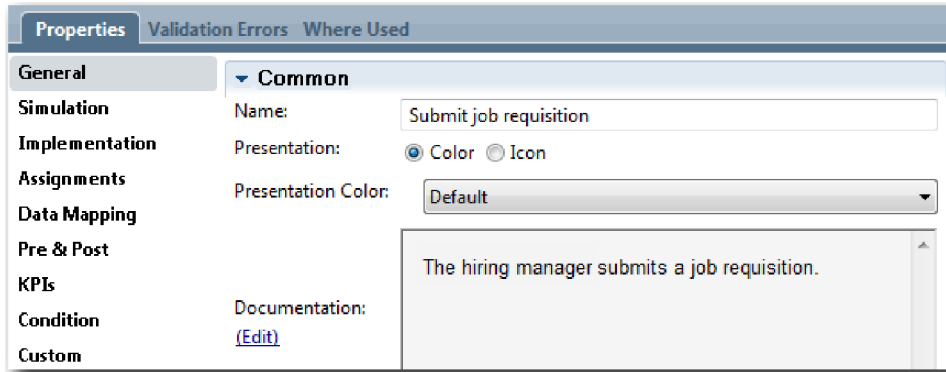 Properties Validation Errors Where Used
General
Simulation
Implementation
Assignments
Data Mapping
Pre & Post
KPIs
Condition
Custom
Common
Name: Submit job requisition
Presentation: Color Icon
Presentation Color: Default
Documentation:
(Edit)
The hiring manager submits a job requisition.